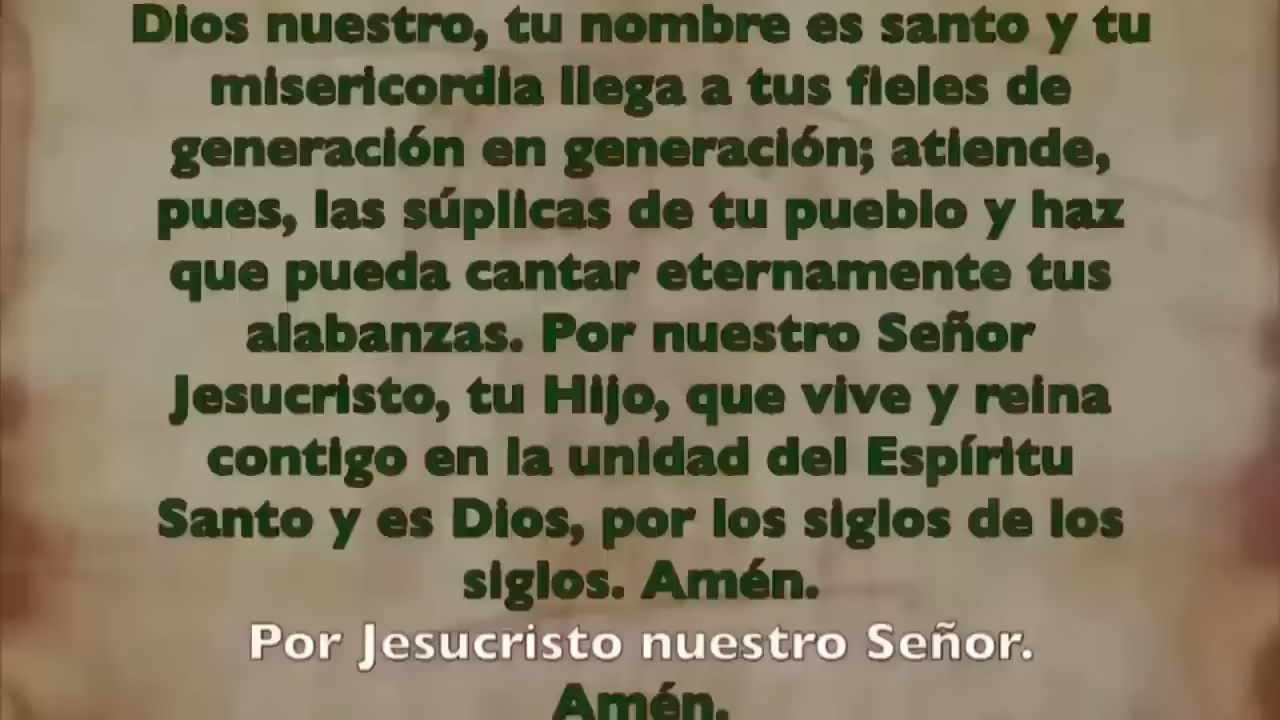 Dios nuestro, tu nombre es santo y tu
misericordia llega a tus fieles de
generación en generación; atiende,
pues, las súplicas de tu pueblo y haz
que pueda cantar eternamente tus
alabanzas. Por nuestro Señor
Jesucristo, tu Hijo, que vive y reina
contigo en la unidad del Espíritu
Santo y es Dios, por los siglos de los
siglos. Amén.
Por Jesucristo nuestro Señor.
Amén.